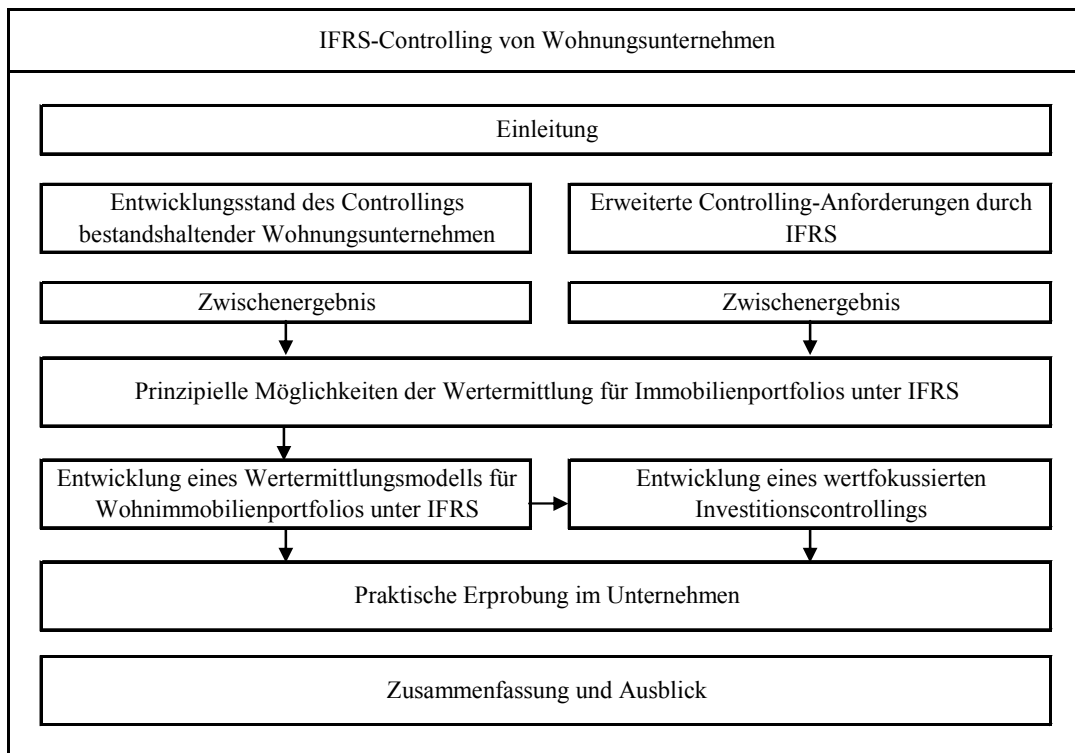 IFRS-Controlling von Wohnungsunternehmen
Einleitung
Entwicklungsstand des Controllings
bestandshaltender Wohnungsunternehmen
Erweiterte Controlling-Anforderungen durch
IFRS
Zwischenergebnis
Zwischenergebnis
Prinzipielle Möglichkeiten der Wertermittlung für Immobilienportfolios unter IFRS
Entwicklung eines Wertermittlungsmodells für
Wohnimmobilienportfolios unter IFRS
Entwicklung eines wertfokussierten
Investitionscontrollings
Praktische Erprobung im Unternehmen
Zusammenfassung und Ausblick